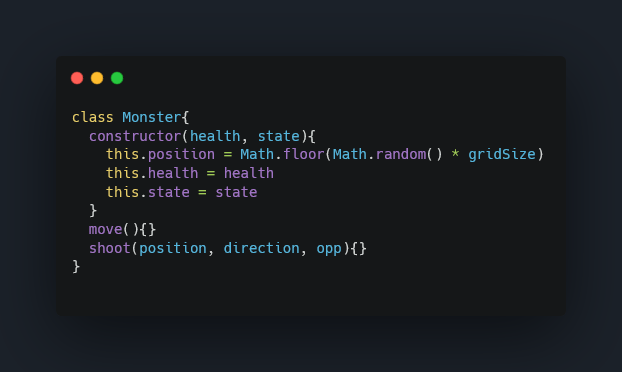 class Monster{
  constructor(health, state){
    this.position = Math.floor(Math.random() * gridSize)
    this.health = health
    this.state = state
  }
  move(){}
  shoot(position, direction, opp){}
}